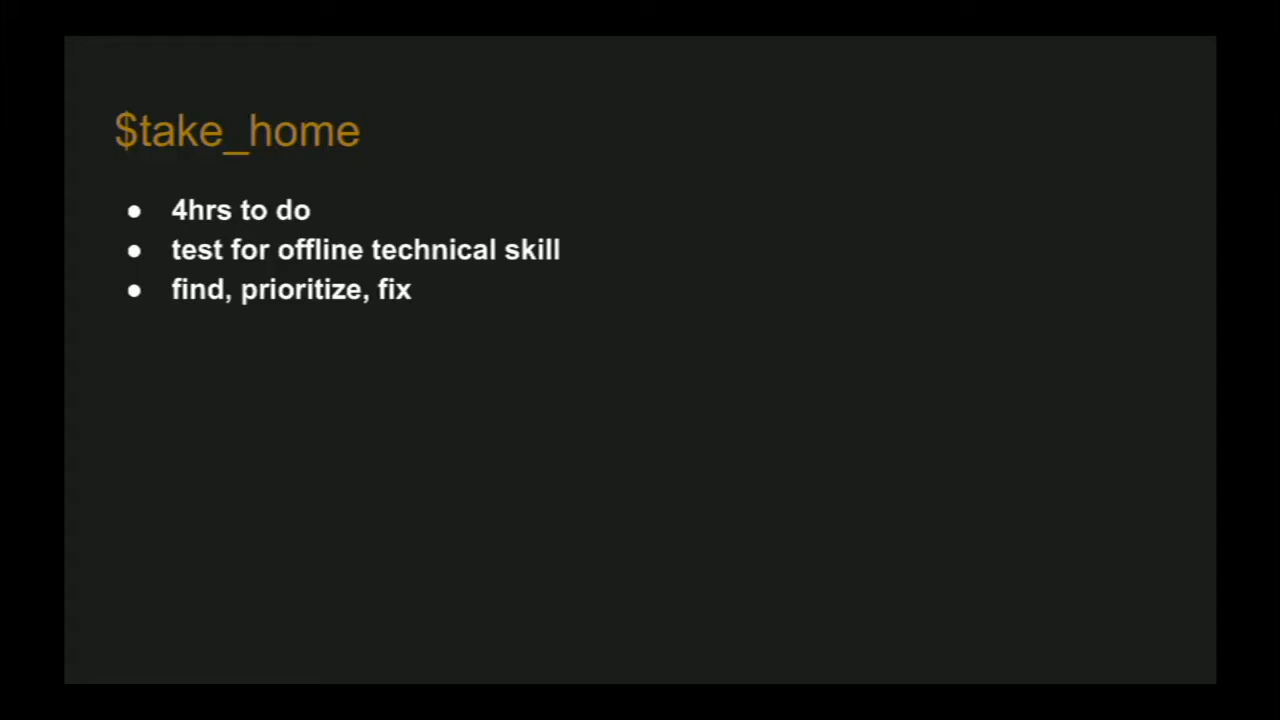 $take_home
● 4hrs to do
● test for offline technical skill
● find, prioritize, fix